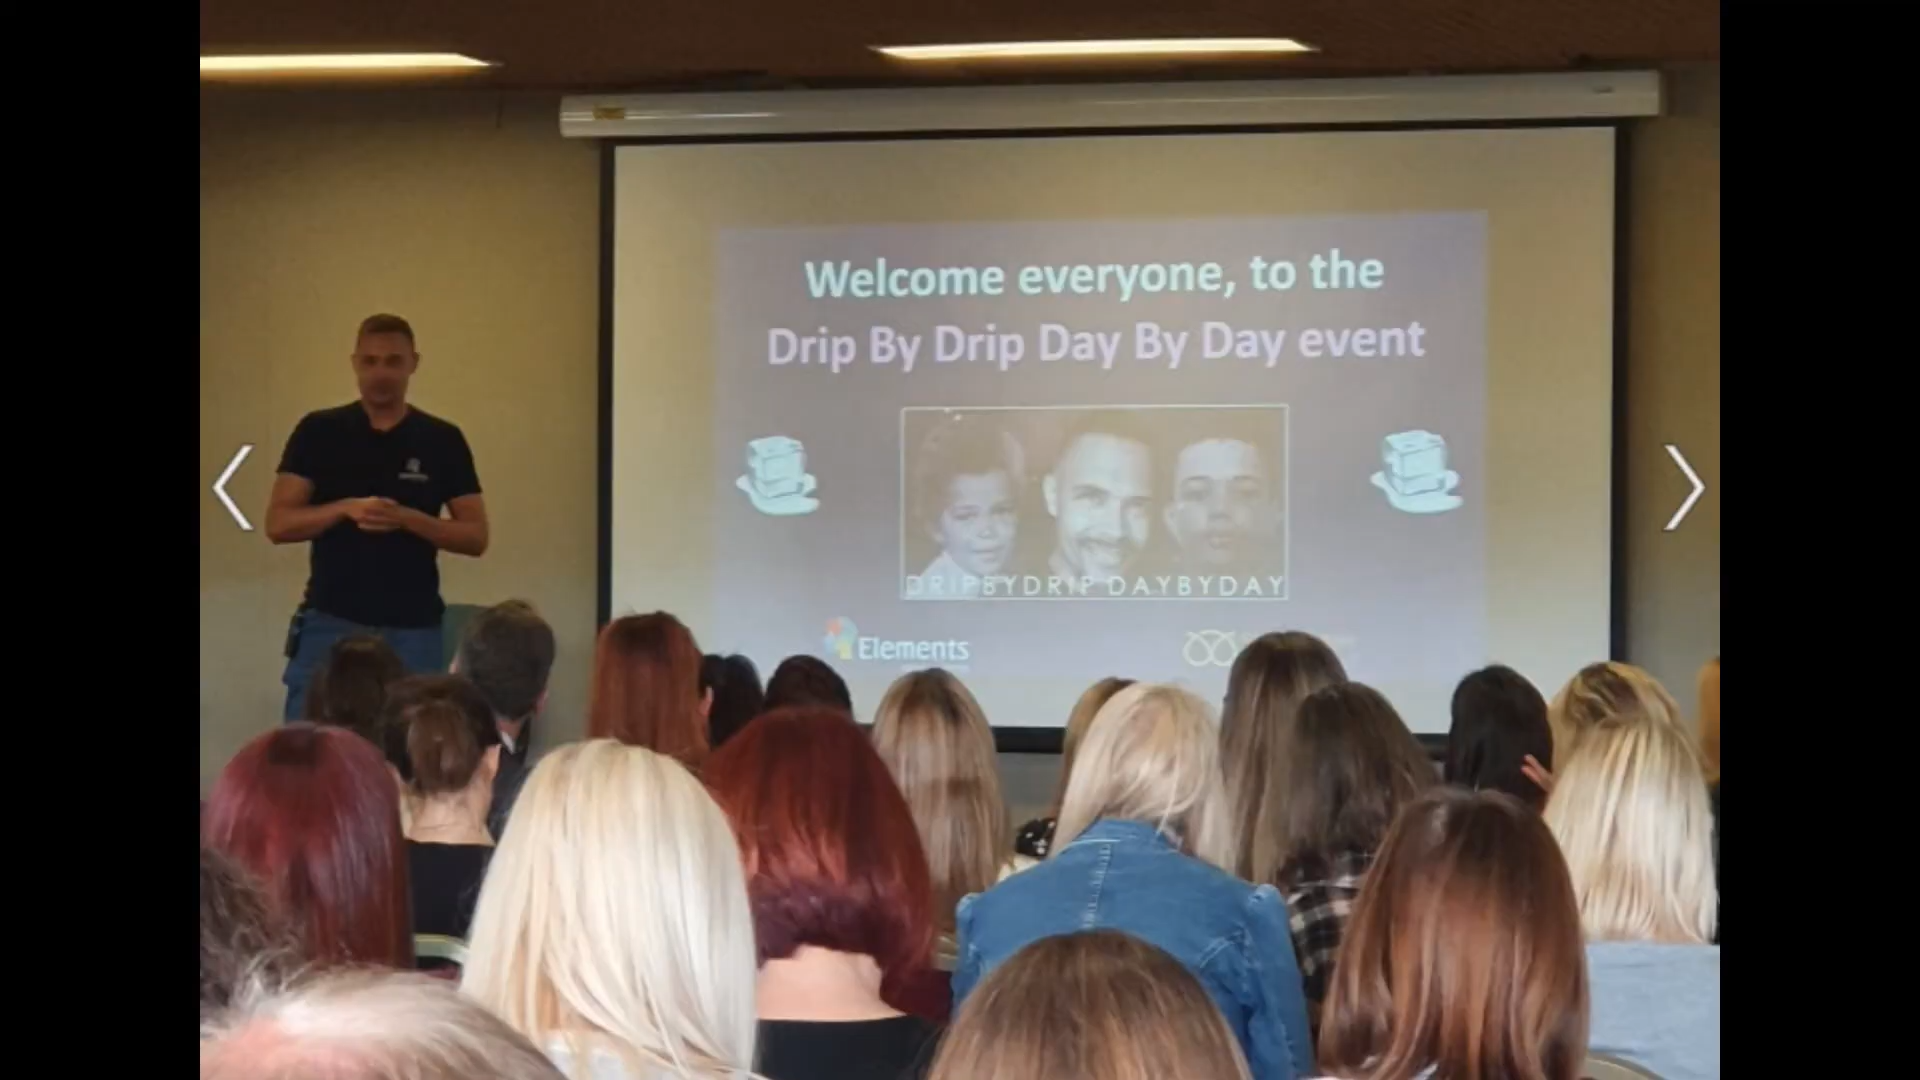 Welcome everyone, to the
Drip By Drip Day By Day event
DRIPBYDRIP DAYBYDAY
Elements